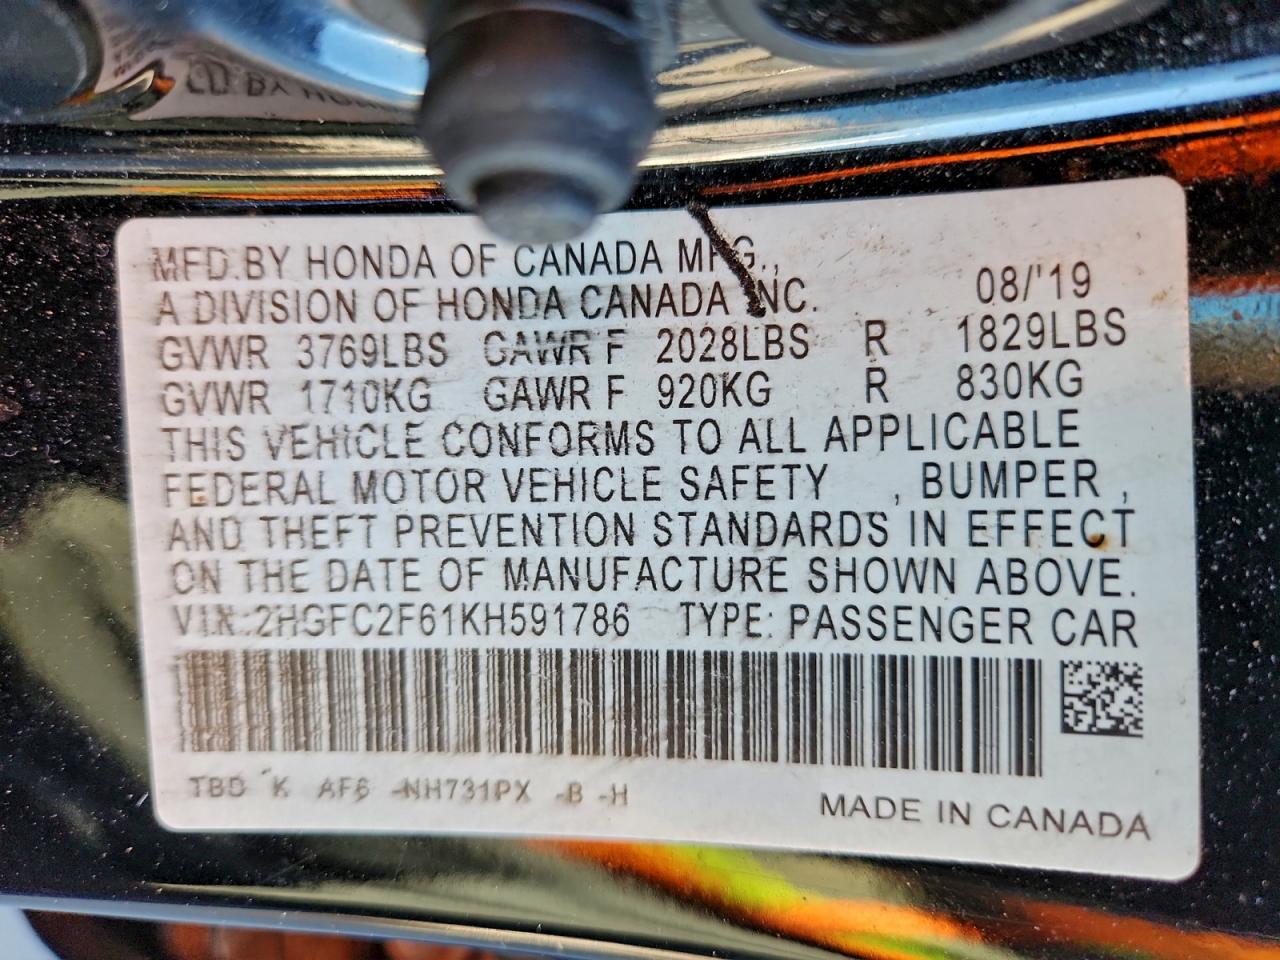 MFD.BY HONDA OF CANADA MFG.,
A DIVISION OF HONDA CANADA INC. 08/'19
GVWR 3769LBS GAWR F 2028LBS R 1829LBS
GVWR 1710KG GAWR F 920KG R 830KG
THIS VEHICLE CONFORMS TO ALL APPLICABLE
FEDERAL MOTOR VEHICLE SAFETY , BUMPER ,
AND THEFT PREVENTION STANDARDS IN EFFECT
ON THE DATE OF MANUFACTURE SHOWN ABOVE.
VIN:2HGFC2F61KH591786 TYPE: PASSENGER CAR
TBD K AF6 -NH731PX -B -H
MADE IN CANADA